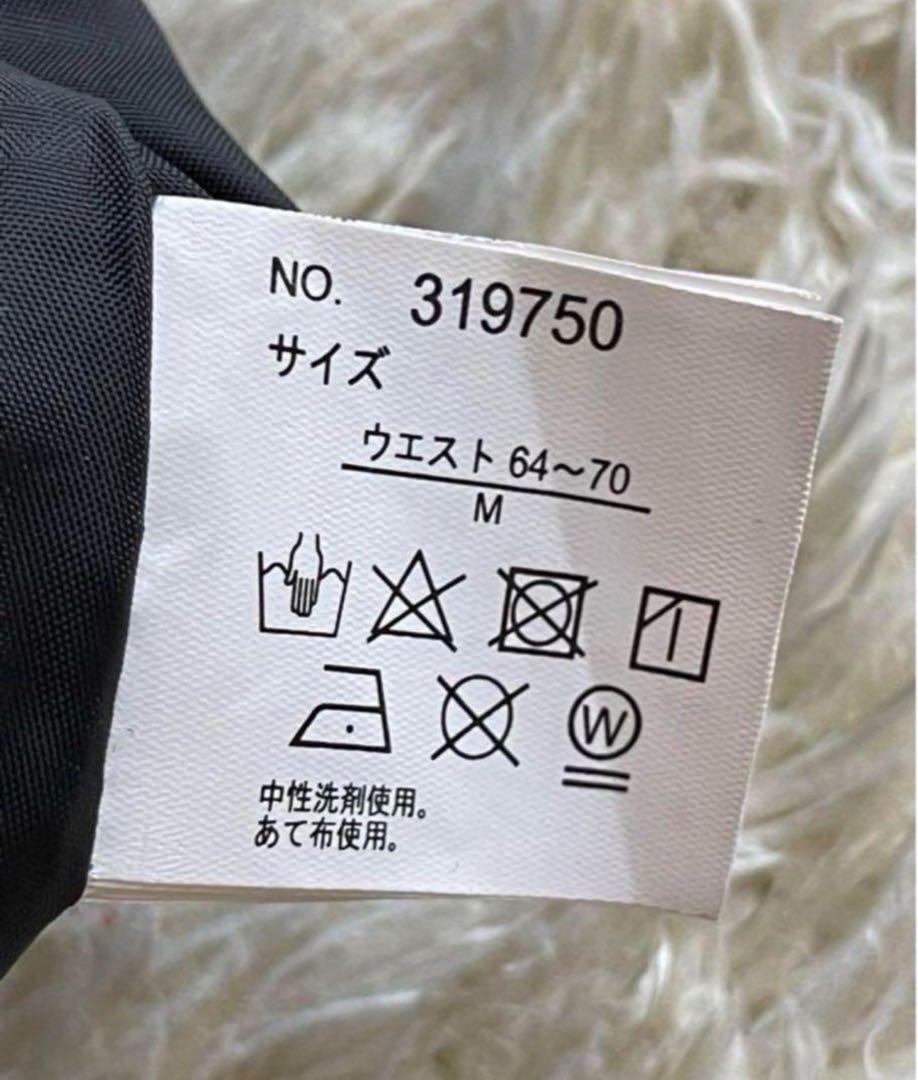 NO. 319750
サイズ
ウエスト 64～70
M
W
中性洗剤使用。
あて布使用。